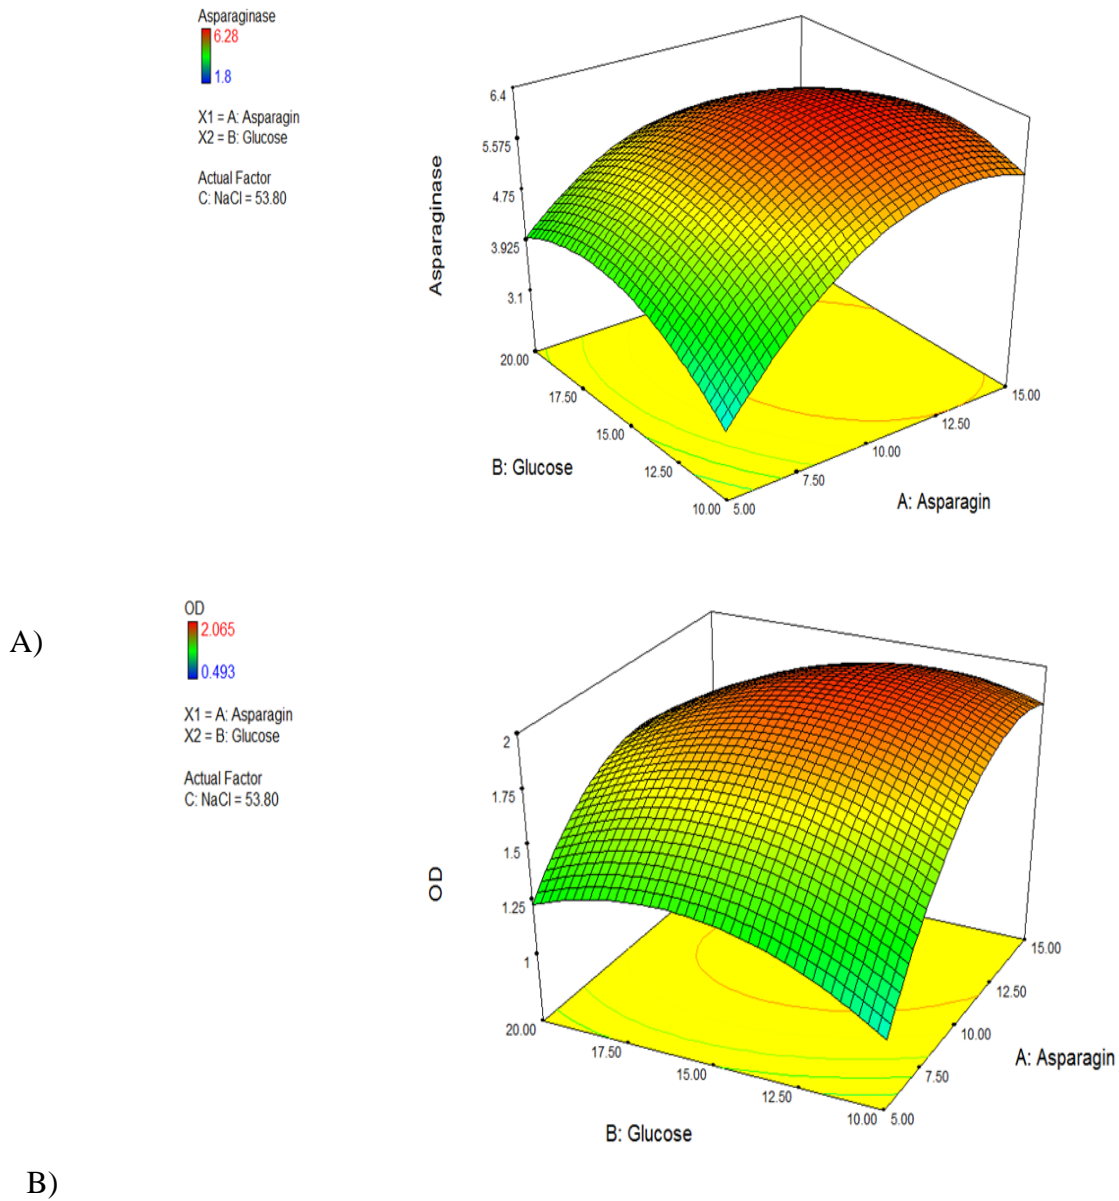 Asparaginase
6.28
1.8
X1 = A: Asparagin
X2 = B: Glucose
Actual Factor
C: NaCl = 53.80
6.4
5.575
4.75
3.925
3.1
Asparaginase
20.00
17.50
15.00
12.50
10.00
B: Glucose
5.00
7.50
10.00
12.50
15.00
A: Asparagin
A)
OD
2.065
0.493
X1 = A: Asparagin
X2 = B: Glucose
Actual Factor
C: NaCl = 53.80
2
1.75
1.5
1.25
1
OD
20.00
17.50
15.00
12.50
10.00
B: Glucose
5.00
7.50
10.00
12.50
15.00
A: Asparagin
B)